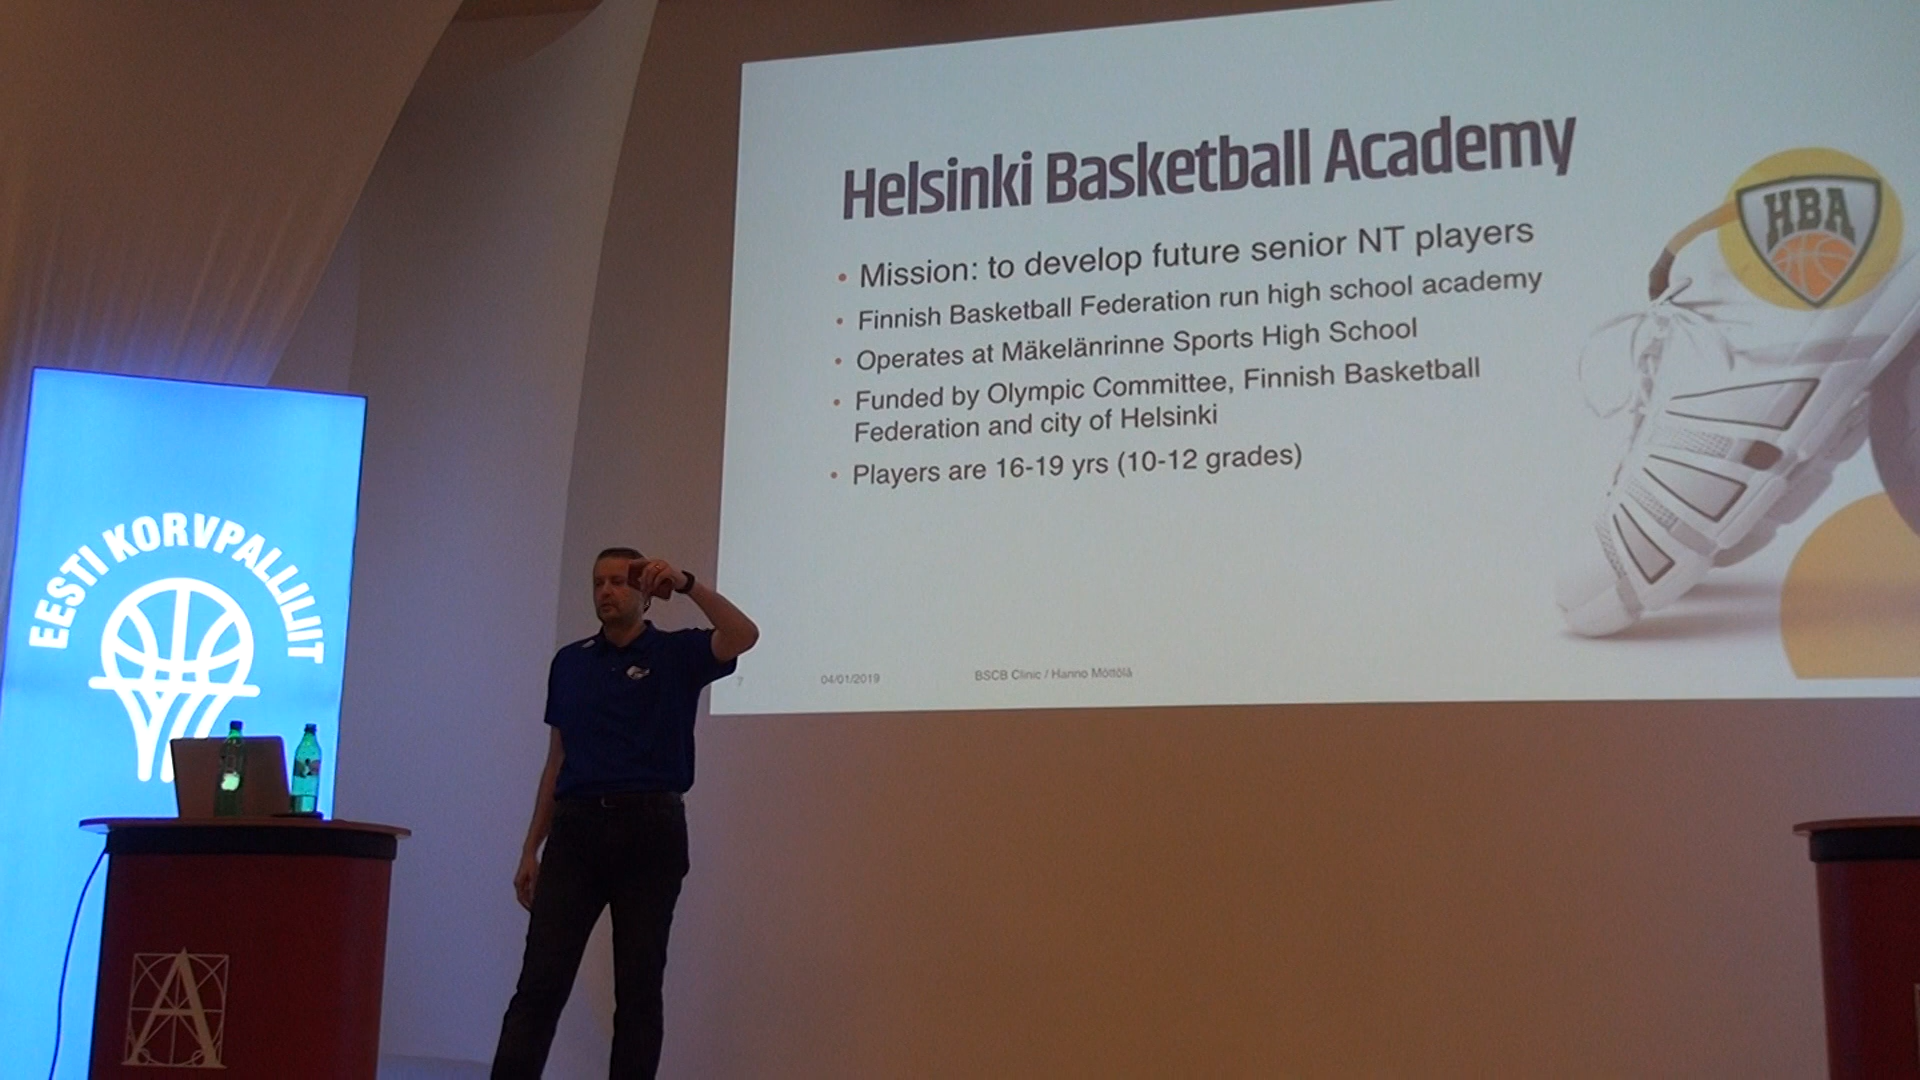 Helsinki Basketball Academy
HBA
• Mission: to develop future senior NT players
• Finnish Basketball Federation run high school academy
• Operates at Mäkelänrinne Sports High School
• Funded by Olympic Committee, Finnish Basketball
Federation and city of Helsinki
• Players are 16-19 yrs (10-12 grades)
7
04/01/2019
BSCB Clinic / Hanno Möttölä
EESTI KORVPALLILIIT
A